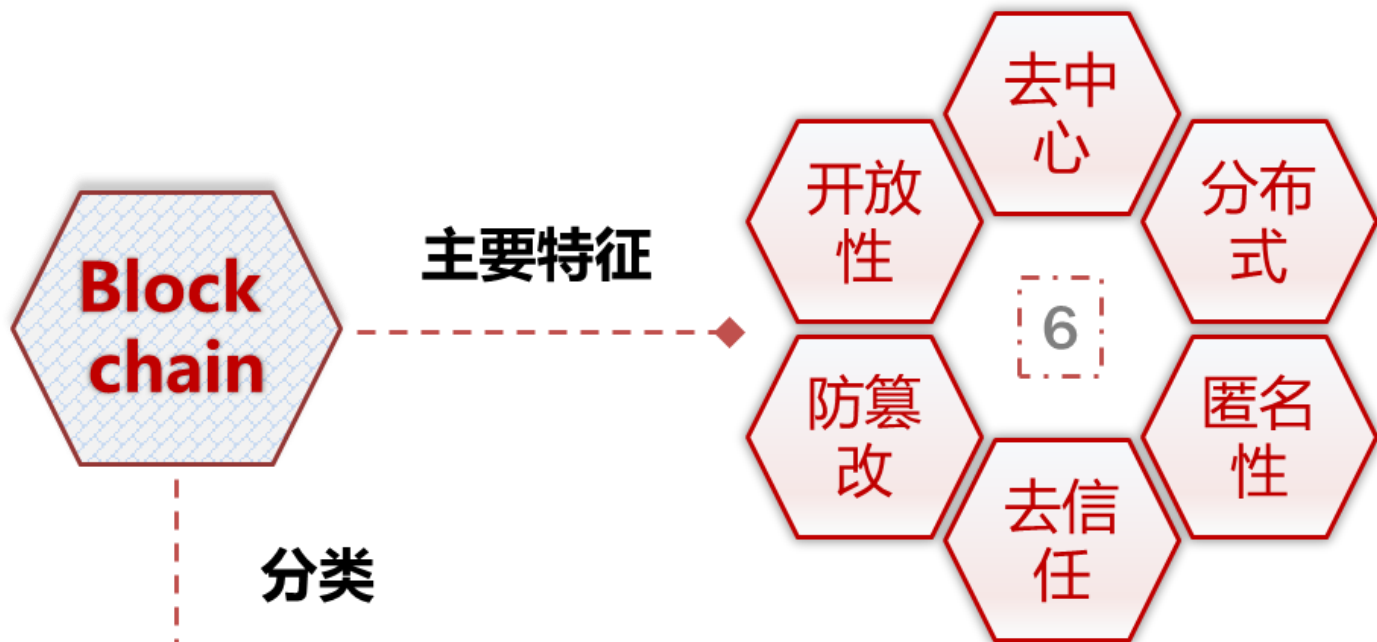 Block
chain
主要特征
分类
去中
心
开放
性
分布
式
6
防篡
改
匿名
性
去信
任